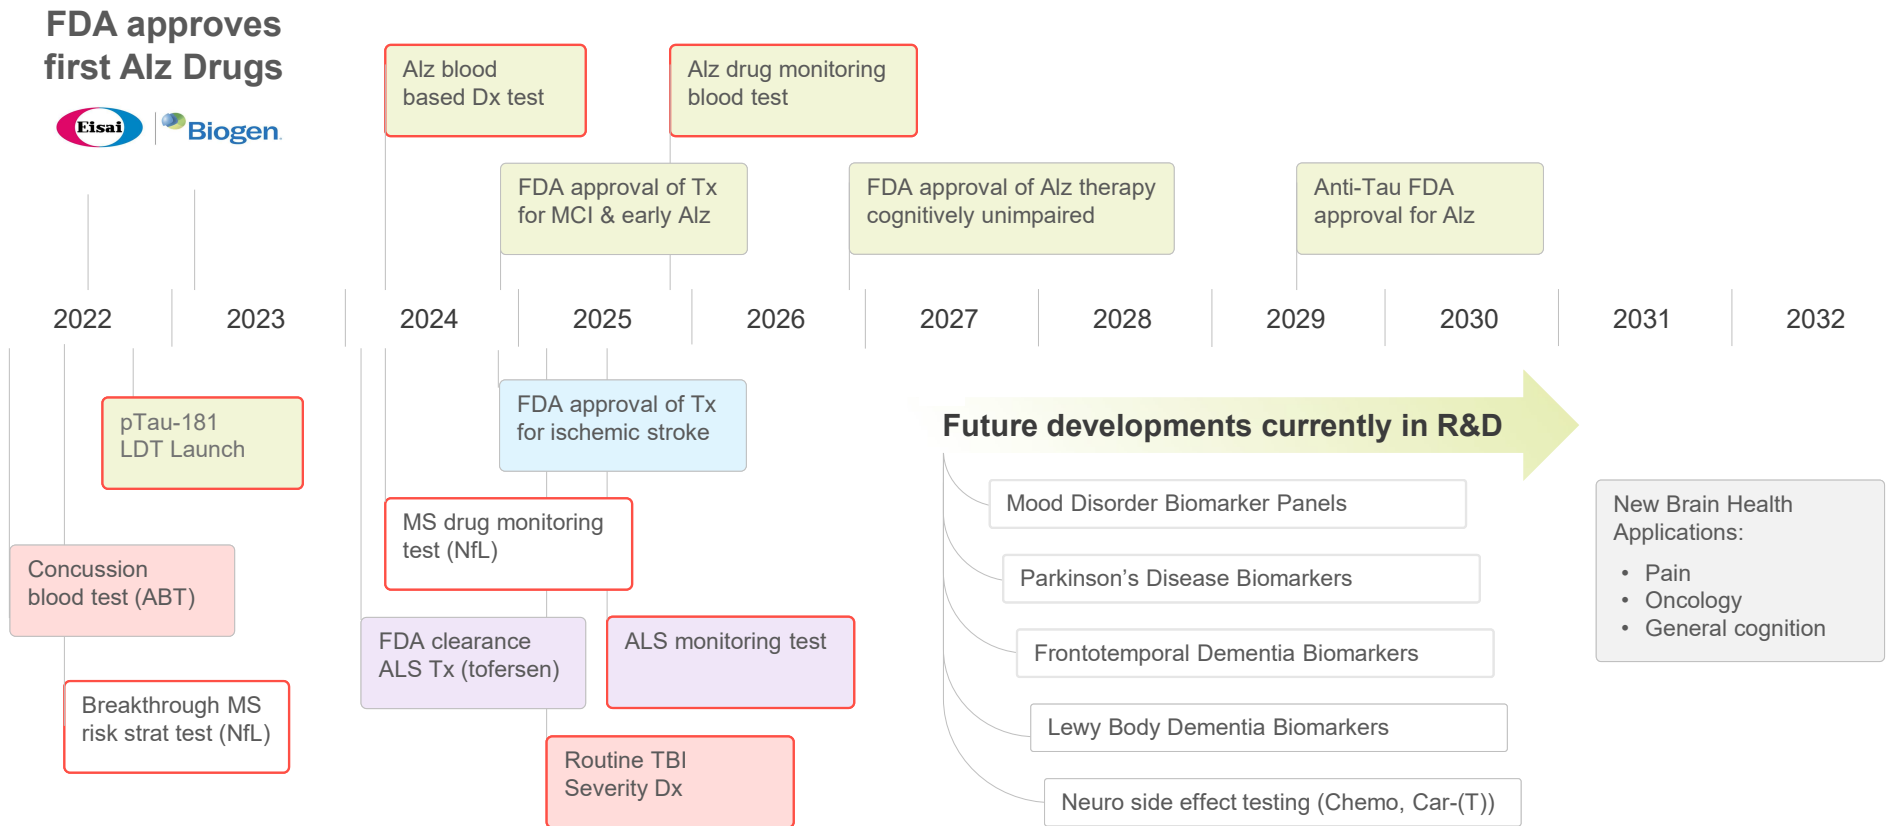 FDA approves
first Alz Drugs
Eisai
Biogen.
Alz blood
based Dx test
Alz drug monitoring
blood test
FDA approval of Tx
for MCI & early Alz
FDA approval of Alz therapy
cognitively unimpaired
Anti-Tau FDA
approval for Alz
2022
2023
2024
2025
2026
2027
2028
2029
2030
2031
2032
pTau-181
LDT Launch
Concussion
blood test (ABT)
Breakthrough MS
risk strat test (NfL)
FDA approval of Tx
for ischemic stroke
MS drug monitoring
test (NfL)
FDA clearance
ALS Tx (tofersen)
ALS monitoring test
Routine TBI
Severity Dx
Future developments currently in R&D
Mood Disorder Biomarker Panels
Parkinson’s Disease Biomarkers
Frontotemporal Dementia Biomarkers
Lewy Body Dementia Biomarkers
Neuro side effect testing (Chemo, Car-(T))
New Brain Health
Applications:
• Pain
• Oncology
• General cognition